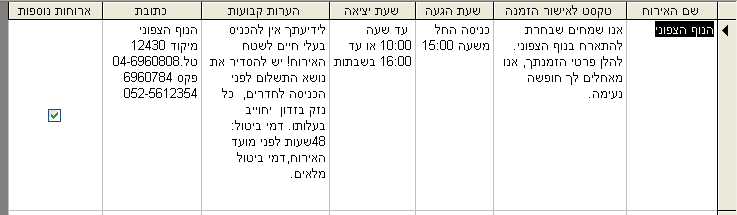 שם האירוח
טקסט לאישור הזמנה
שעת הגעה
שעת יציאה
הערות קבועות
כתובת
ארוחות נוספות
הנוף הצפוני
אנו שמחים שבחרת
להתארח בנוף הצפוני.
להלן פרטי הזמנתך, אנו
מאחלים לך חופשה
נעימה.
כניסה החל
משעה 15:00
עד שעה
10:00 או עד
16:00 בשבתות
לידיעתך אין להכניס
בעלי חיים לשטח
האירוח! יש להסדיר את
נושא התשלום לפני
הכניסה לחדרים, כל
נזק בזדון יחוייב
בעלותו. דמי ביטול:
48שעות לפני מועד
האירוח,דמי ביטול
מלאים.
הנוף הצפוני
מיקוד 12430
טל.04-6960808
פקס 6960784
052-5612354